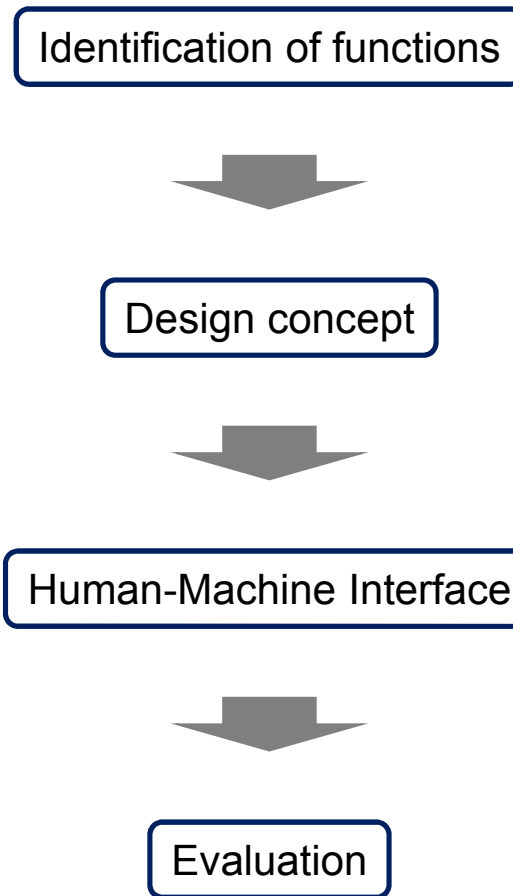 Identification of functions
Design concept
Human-Machine Interface
Evaluation